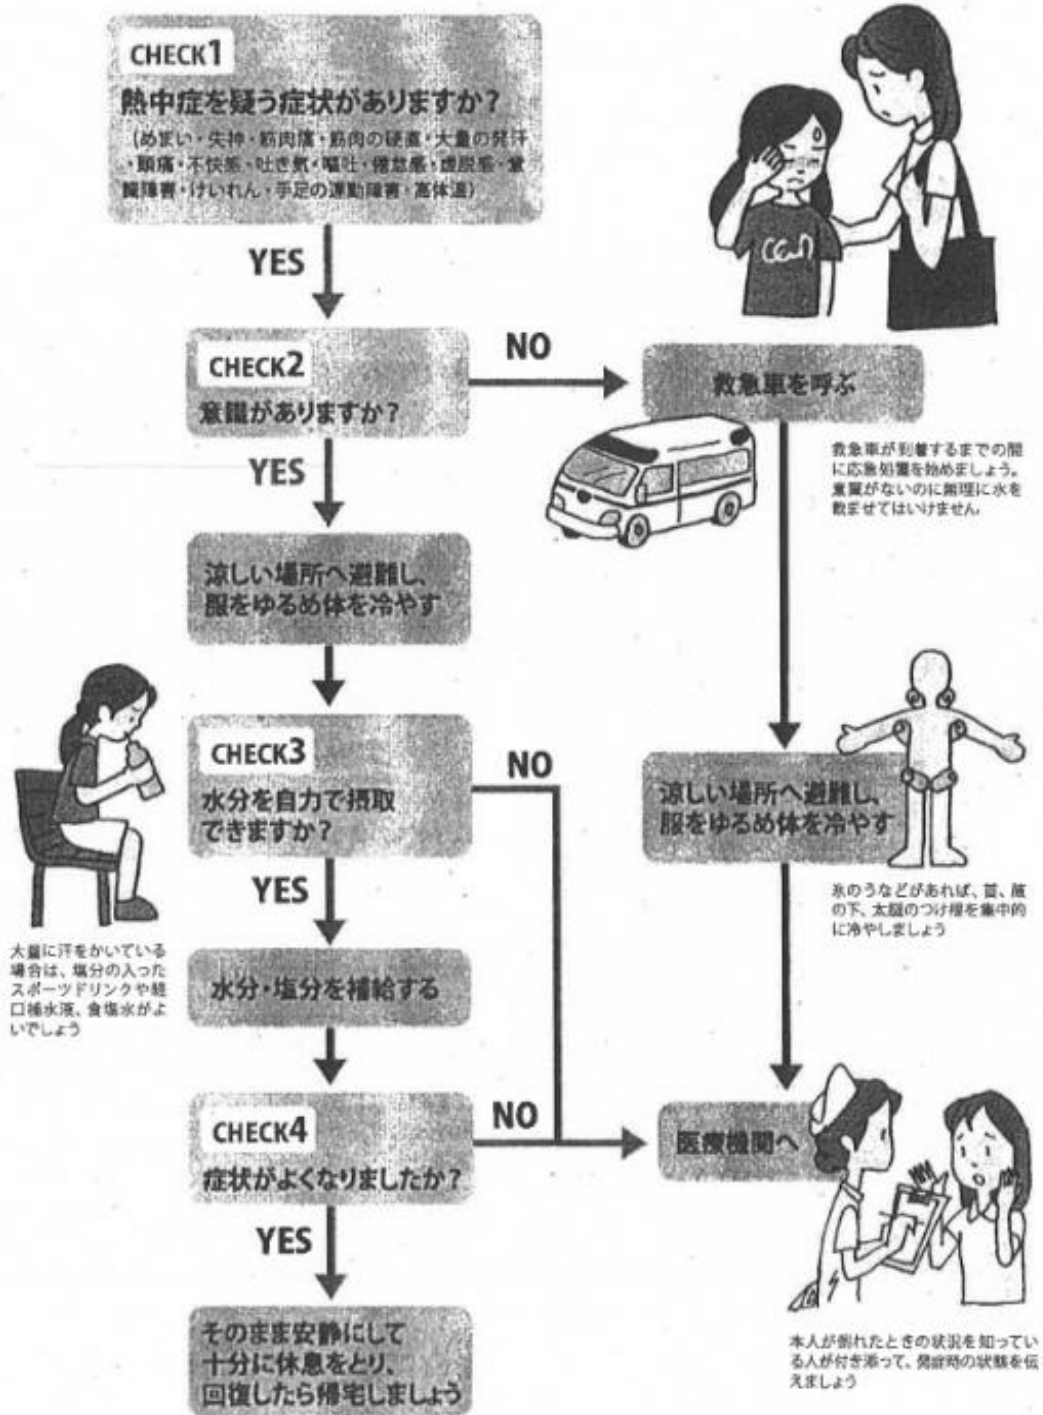 CHECK1
熱中症を疑う症状がありますか？
(めまい・失神・筋肉痛・筋肉の硬直・大量の発汗
・頭痛・不快感・吐き気・嘔吐・倦怠感・虚脱感・意
識障害・けいれん・手足の運動障害・高体温)
YES
CHECK2
意識がありますか？
NO
救急車を呼ぶ
救急車が到着するまでの間
に応急処置を始めましょう。
意識がないのに無理に水を
飲ませてはいけません
YES
涼しい場所へ避難し、
服をゆるめ体を冷やす
CHECK3
水分を自力で摂取
できますか？
NO
涼しい場所へ避難し、
服をゆるめ体を冷やす
氷のうなどがあれば、首、腋
の下、太腿のつけ根を集中的
に冷やしましょう
YES
大量に汗をかいている
場合は、塩分の入った
スポーツドリンクや経
口補水液、食塩水がよ
いでしょう
水分・塩分を補給する
CHECK4
症状がよくなりましたか？
NO
医療機関へ
YES
そのまま安静にして
十分に休息をとり、
回復したら帰宅しましょう
本人が倒れたときの状況を知ってい
る人が付き添って、発症時の状態を伝
えましょう